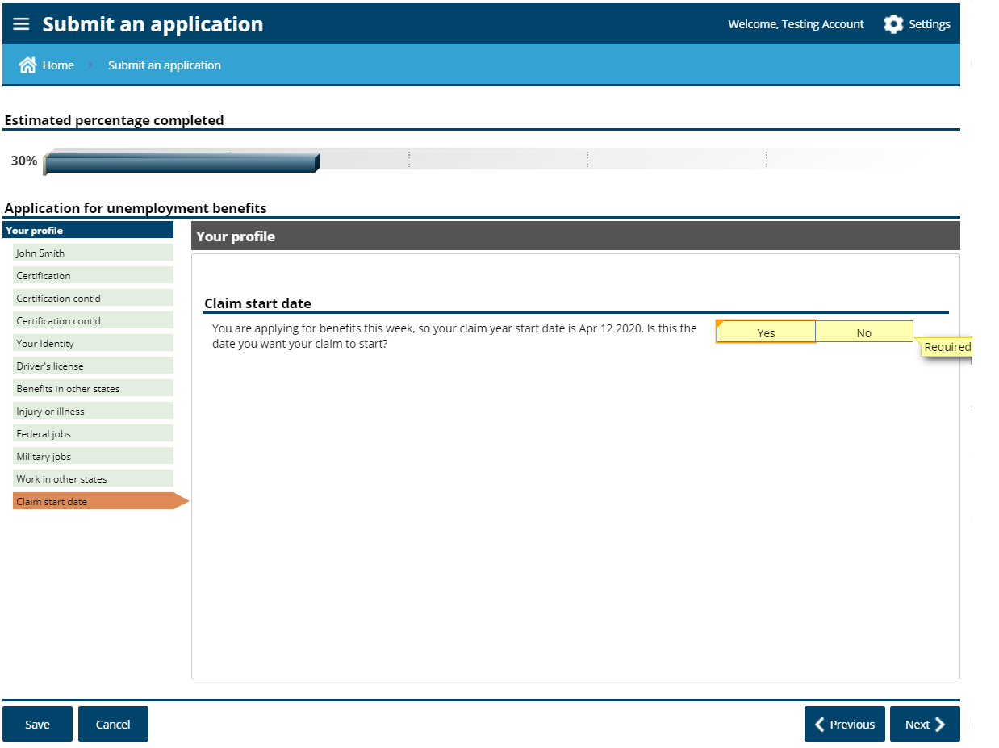 Submit an application
Welcome, Testing Account
Settings
Home
Submit an application
Estimated percentage completed
30%
Application for unemployment benefits
Your profile
John Smith
Certification
Certification cont'd
Certification cont'd
Your Identity
Driver's license
Benefits in other states
Injury or illness
Federal jobs
Military jobs
Work in other states
Claim start date
Your profile
Claim start date
You are applying for benefits this week, so your claim year start date is Apr 12 2020. Is this the
date you want your claim to start?
Yes
No
Required
Save
Cancel
Previous
Next